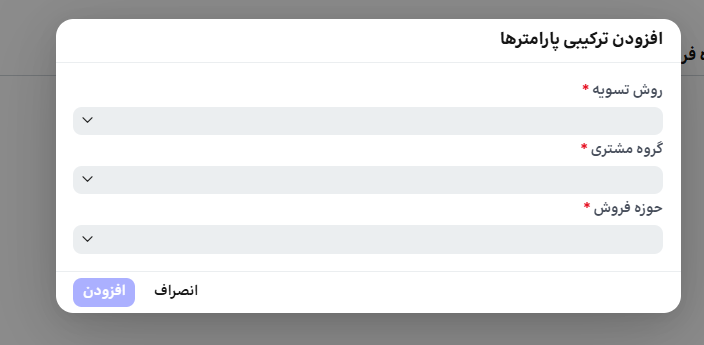 افزودن ترکیبی پارامترها
روش تسویه *
گروه مشتری *
حوزه فروش *
انصراف
افزودن